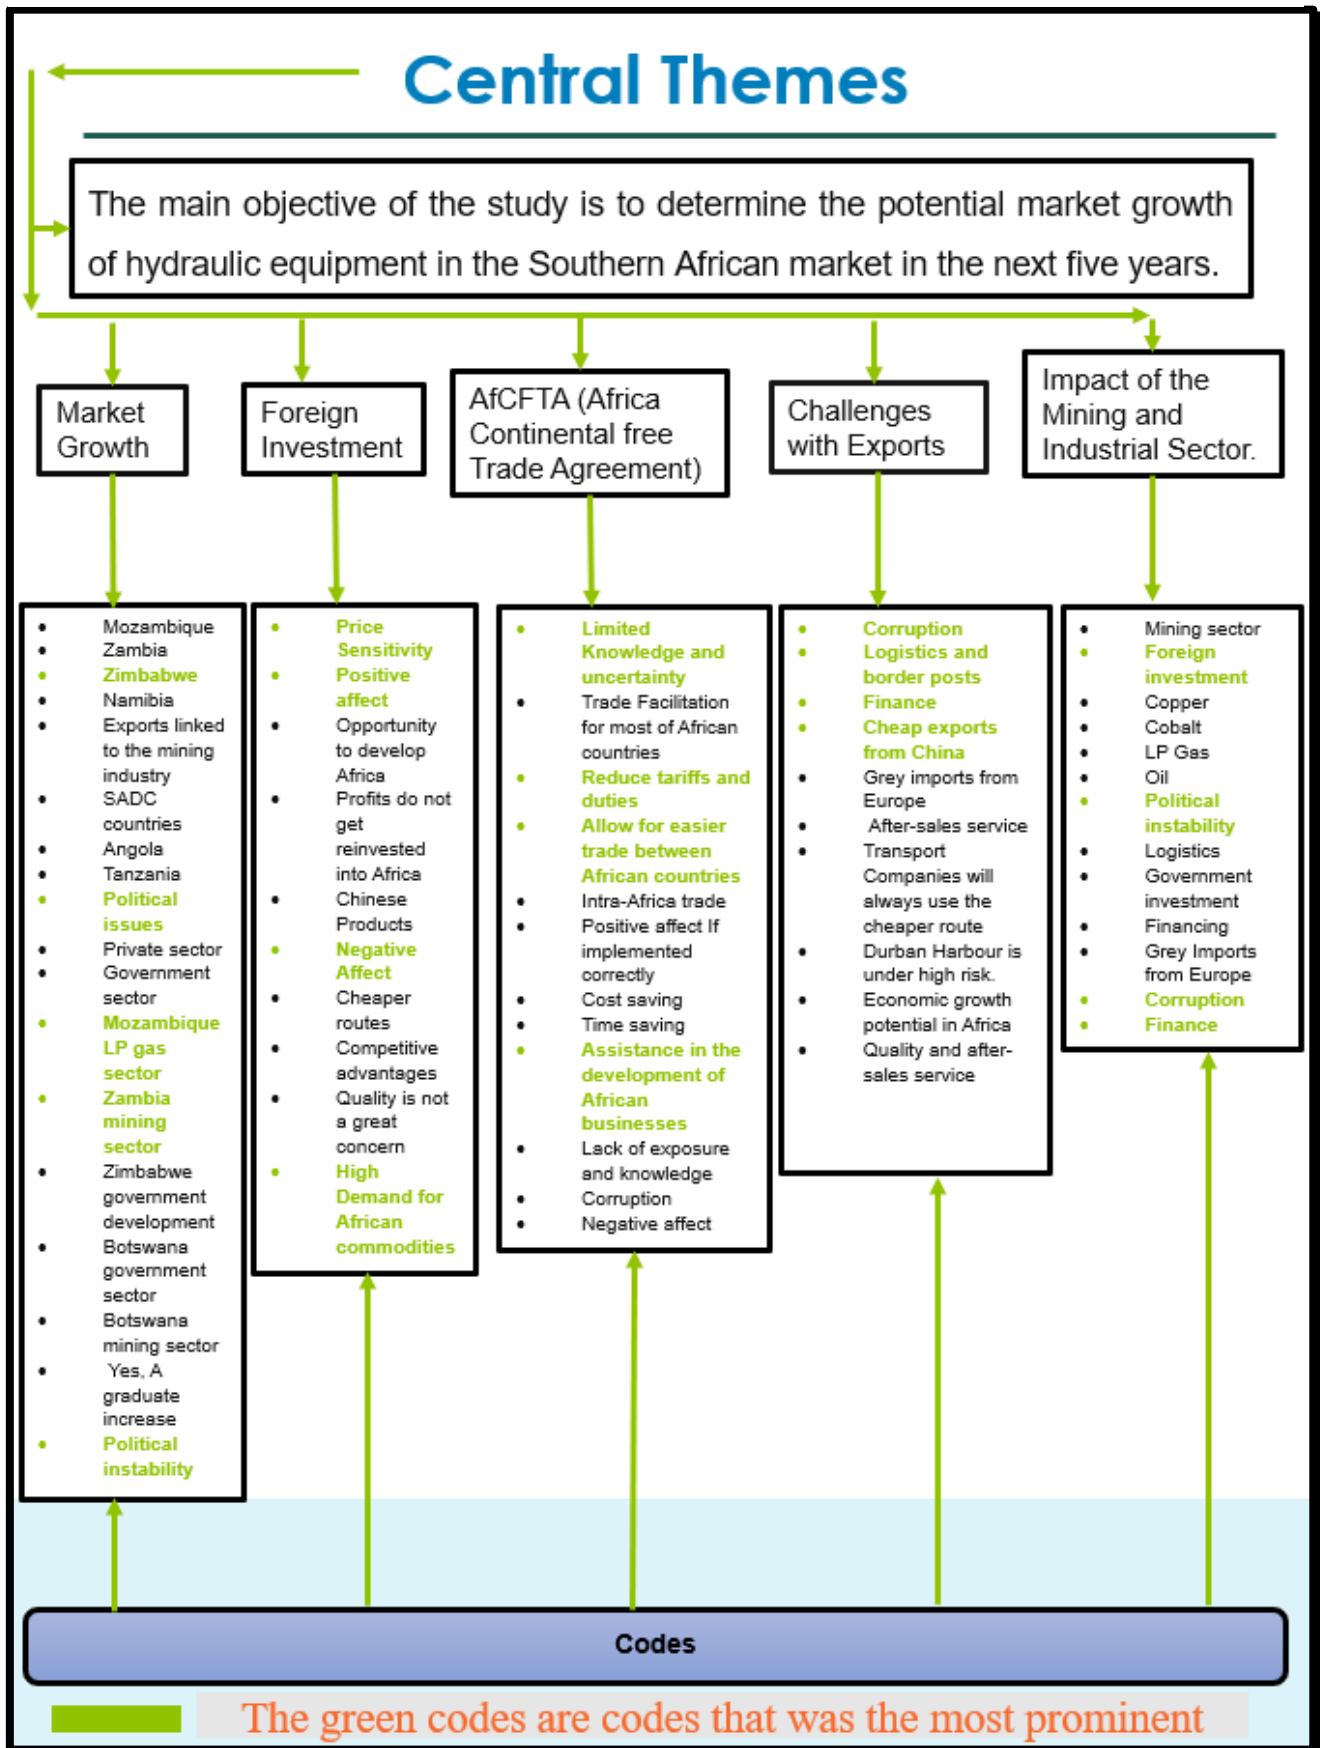 Central Themes
The main objective of the study is to determine the potential market growth
of hydraulic equipment in the Southern African market in the next five years.
Market
Growth
Foreign
Investment
AfCFTA (Africa
Continental free
Trade Agreement)
Challenges
with Exports
Impact of the
Mining and
Industrial Sector.
• Mozambique
• Zambia
• Zimbabwe
• Namibia
• Exports linked
to the mining
industry
• SADC
countries
• Angola
• Tanzania
• Political
issues
• Private sector
• Government
sector
• Mozambique
LP gas
sector
• Zambia
mining
sector
• Zimbabwe
government
development
• Botswana
government
sector
• Botswana
mining sector
• Yes, A
graduate
increase
• Political
instability
• Price
Sensitivity
• Positive
affect
• Opportunity
to develop
Africa
• Profits do not
get
reinvested
into Africa
• Chinese
Products
• Negative
Affect
• Cheaper
routes
• Competitive
advantages
• Quality is not
a great
concern
• High
Demand for
African
commodities
• Limited
Knowledge and
uncertainty
• Trade Facilitation
for most of African
countries
• Reduce tariffs and
duties
• Allow for easier
trade between
African countries
• Intra-Africa trade
• Positive affect If
implemented
correctly
• Cost saving
• Time saving
• Assistance in the
development of
African
businesses
• Lack of exposure
and knowledge
• Corruption
• Negative affect
• Corruption
• Logistics and
border posts
• Finance
• Cheap exports
from China
• Grey imports from
Europe
• After-sales service
• Transport
Companies will
always use the
cheaper route
• Durban Harbour is
under high risk.
• Economic growth
potential in Africa
• Quality and after-
sales service
• Mining sector
• Foreign
investment
• Copper
• Cobalt
• LP Gas
• Oil
• Political
instability
• Logistics
• Government
investment
• Financing
• Grey Imports
from Europe
• Corruption
• Finance
Codes
The green codes are codes that was the most prominent